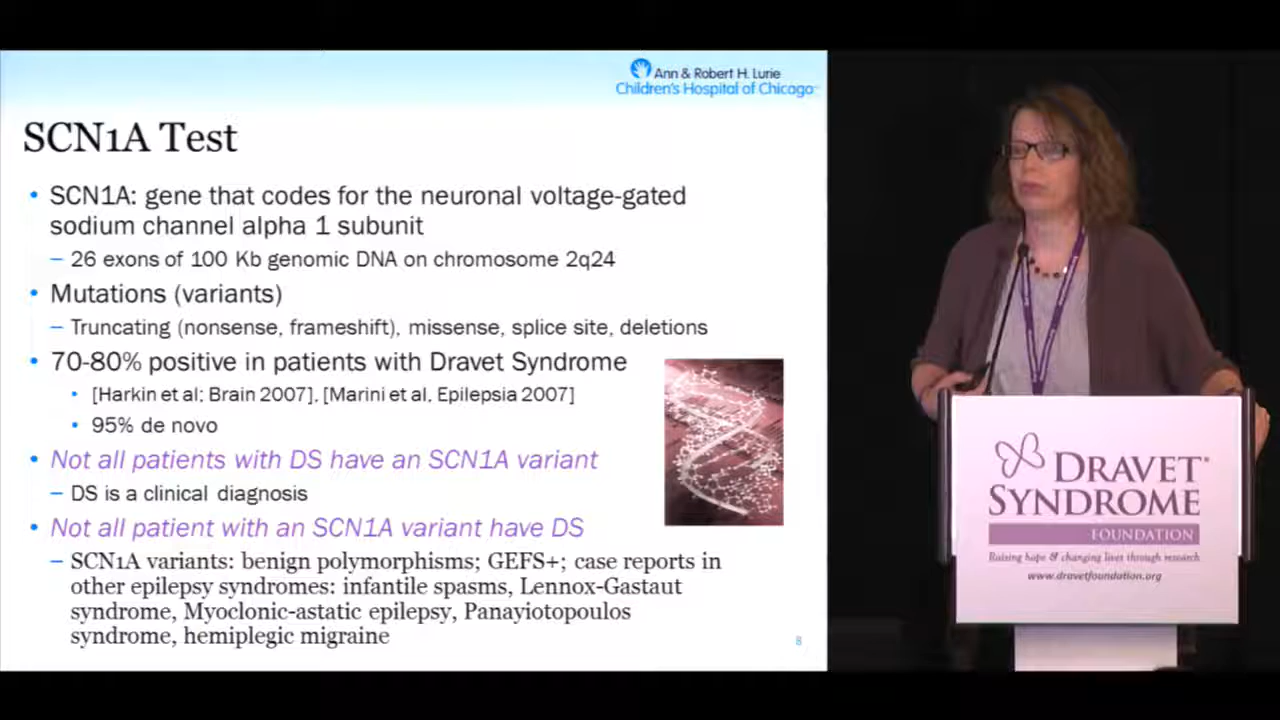 Ann & Robert H. Lurie
Children's Hospital of Chicago
SCN1A Test
• SCN1A: gene that codes for the neuronal voltage-gated
sodium channel alpha 1 subunit
– 26 exons of 100 Kb genomic DNA on chromosome 2q24
• Mutations (variants)
– Truncating (nonsense, frameshift), missense, splice site, deletions
• 70-80% positive in patients with Dravet Syndrome
• [Harkin et al; Brain 2007], [Marini et al, Epilepsia 2007]
• 95% de novo
• Not all patients with DS have an SCN1A variant
– DS is a clinical diagnosis
• Not all patient with an SCN1A variant have DS
– SCN1A variants: benign polymorphisms; GEFS+; case reports in
other epilepsy syndromes: infantile spasms, Lennox-Gastaut
syndrome, Myoclonic-astatic epilepsy, Panayiotopoulos
syndrome, hemiplegic migraine
8
DRAVET®
SYNDROME
FOUNDATION
Raising hope & changing lives through research
www.dravetfoundation.org